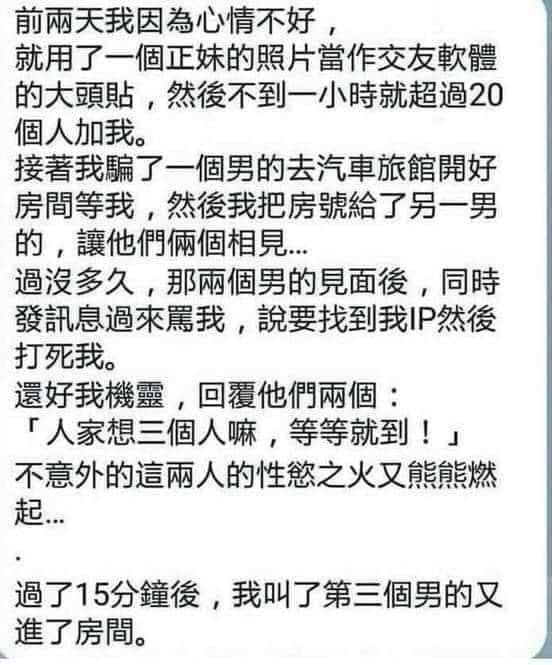 前兩天我因為心情不好，
就用了一個正妹的照片當作交友軟體
的大頭貼，然後不到一小時就超過20
個人加我。
接著我騙了一個男的去汽車旅館開好
房間等我，然後我把房號給了另一男
的，讓他們倆個相見...
過沒多久，那兩個男的見面後，同時
發訊息過來罵我，說要找到我IP然後
打死我。
還好我機靈，回覆他們兩個：
「人家想三個人嘛，等等就到！」
不意外的這兩人的性慾之火又熊熊燃
起...
.
過了15分鐘後，我叫了第三個男的又
進了房間。